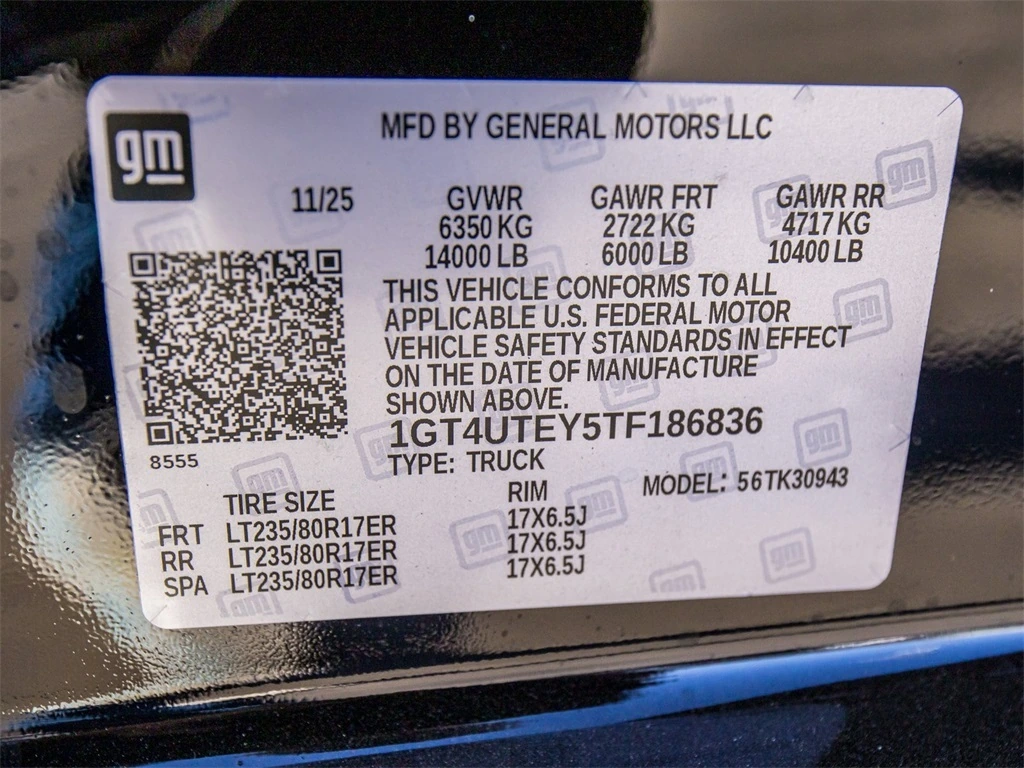 gm
MFD BY GENERAL MOTORS LLC
11/25 GVWR GAWR FRT GAWR RR
6350 KG 2722 KG 4717 KG
14000 LB 6000 LB 10400 LB
THIS VEHICLE CONFORMS TO ALL
APPLICABLE U.S. FEDERAL MOTOR
VEHICLE SAFETY STANDARDS IN EFFECT
ON THE DATE OF MANUFACTURE
SHOWN ABOVE.
1GT4UTEY5TF186836
8555
TYPE: TRUCK
TIRE SIZE RIM MODEL: 56TK30943
FRT LT235/80R17ER 17X6.5J
RR LT235/80R17ER 17X6.5J
SPA LT235/80R17ER 17X6.5J